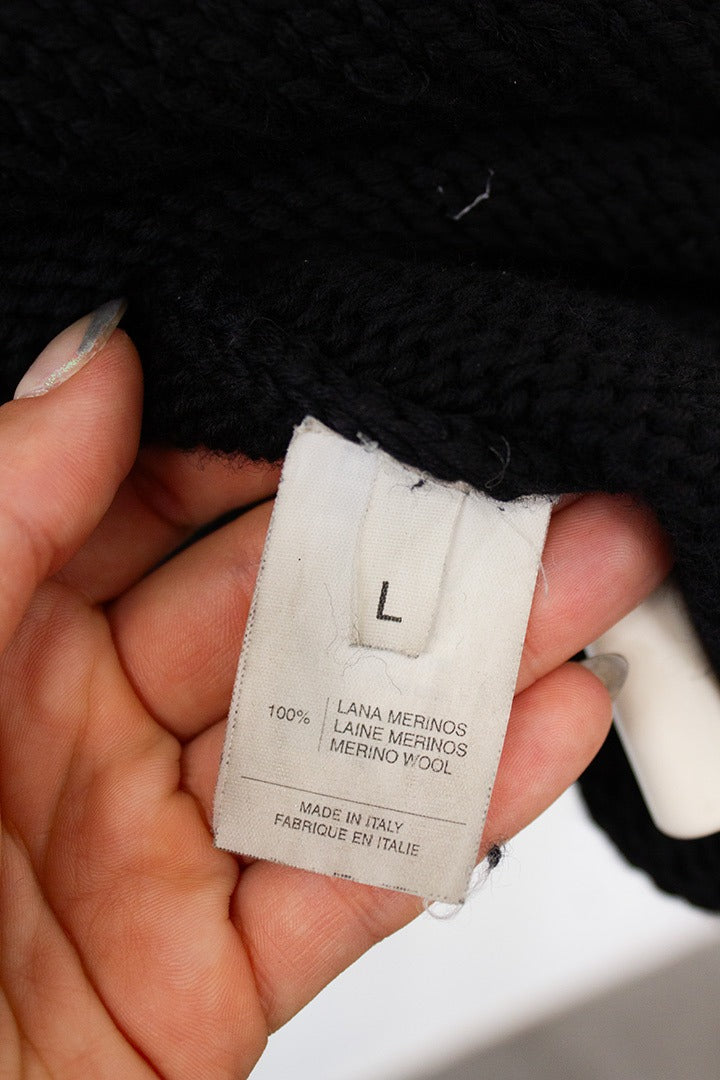 L
100%
LANA MERINOS
LAINE MERINOS
MERINO WOOL
MADE IN ITALY
FABRIQUE EN ITALIE